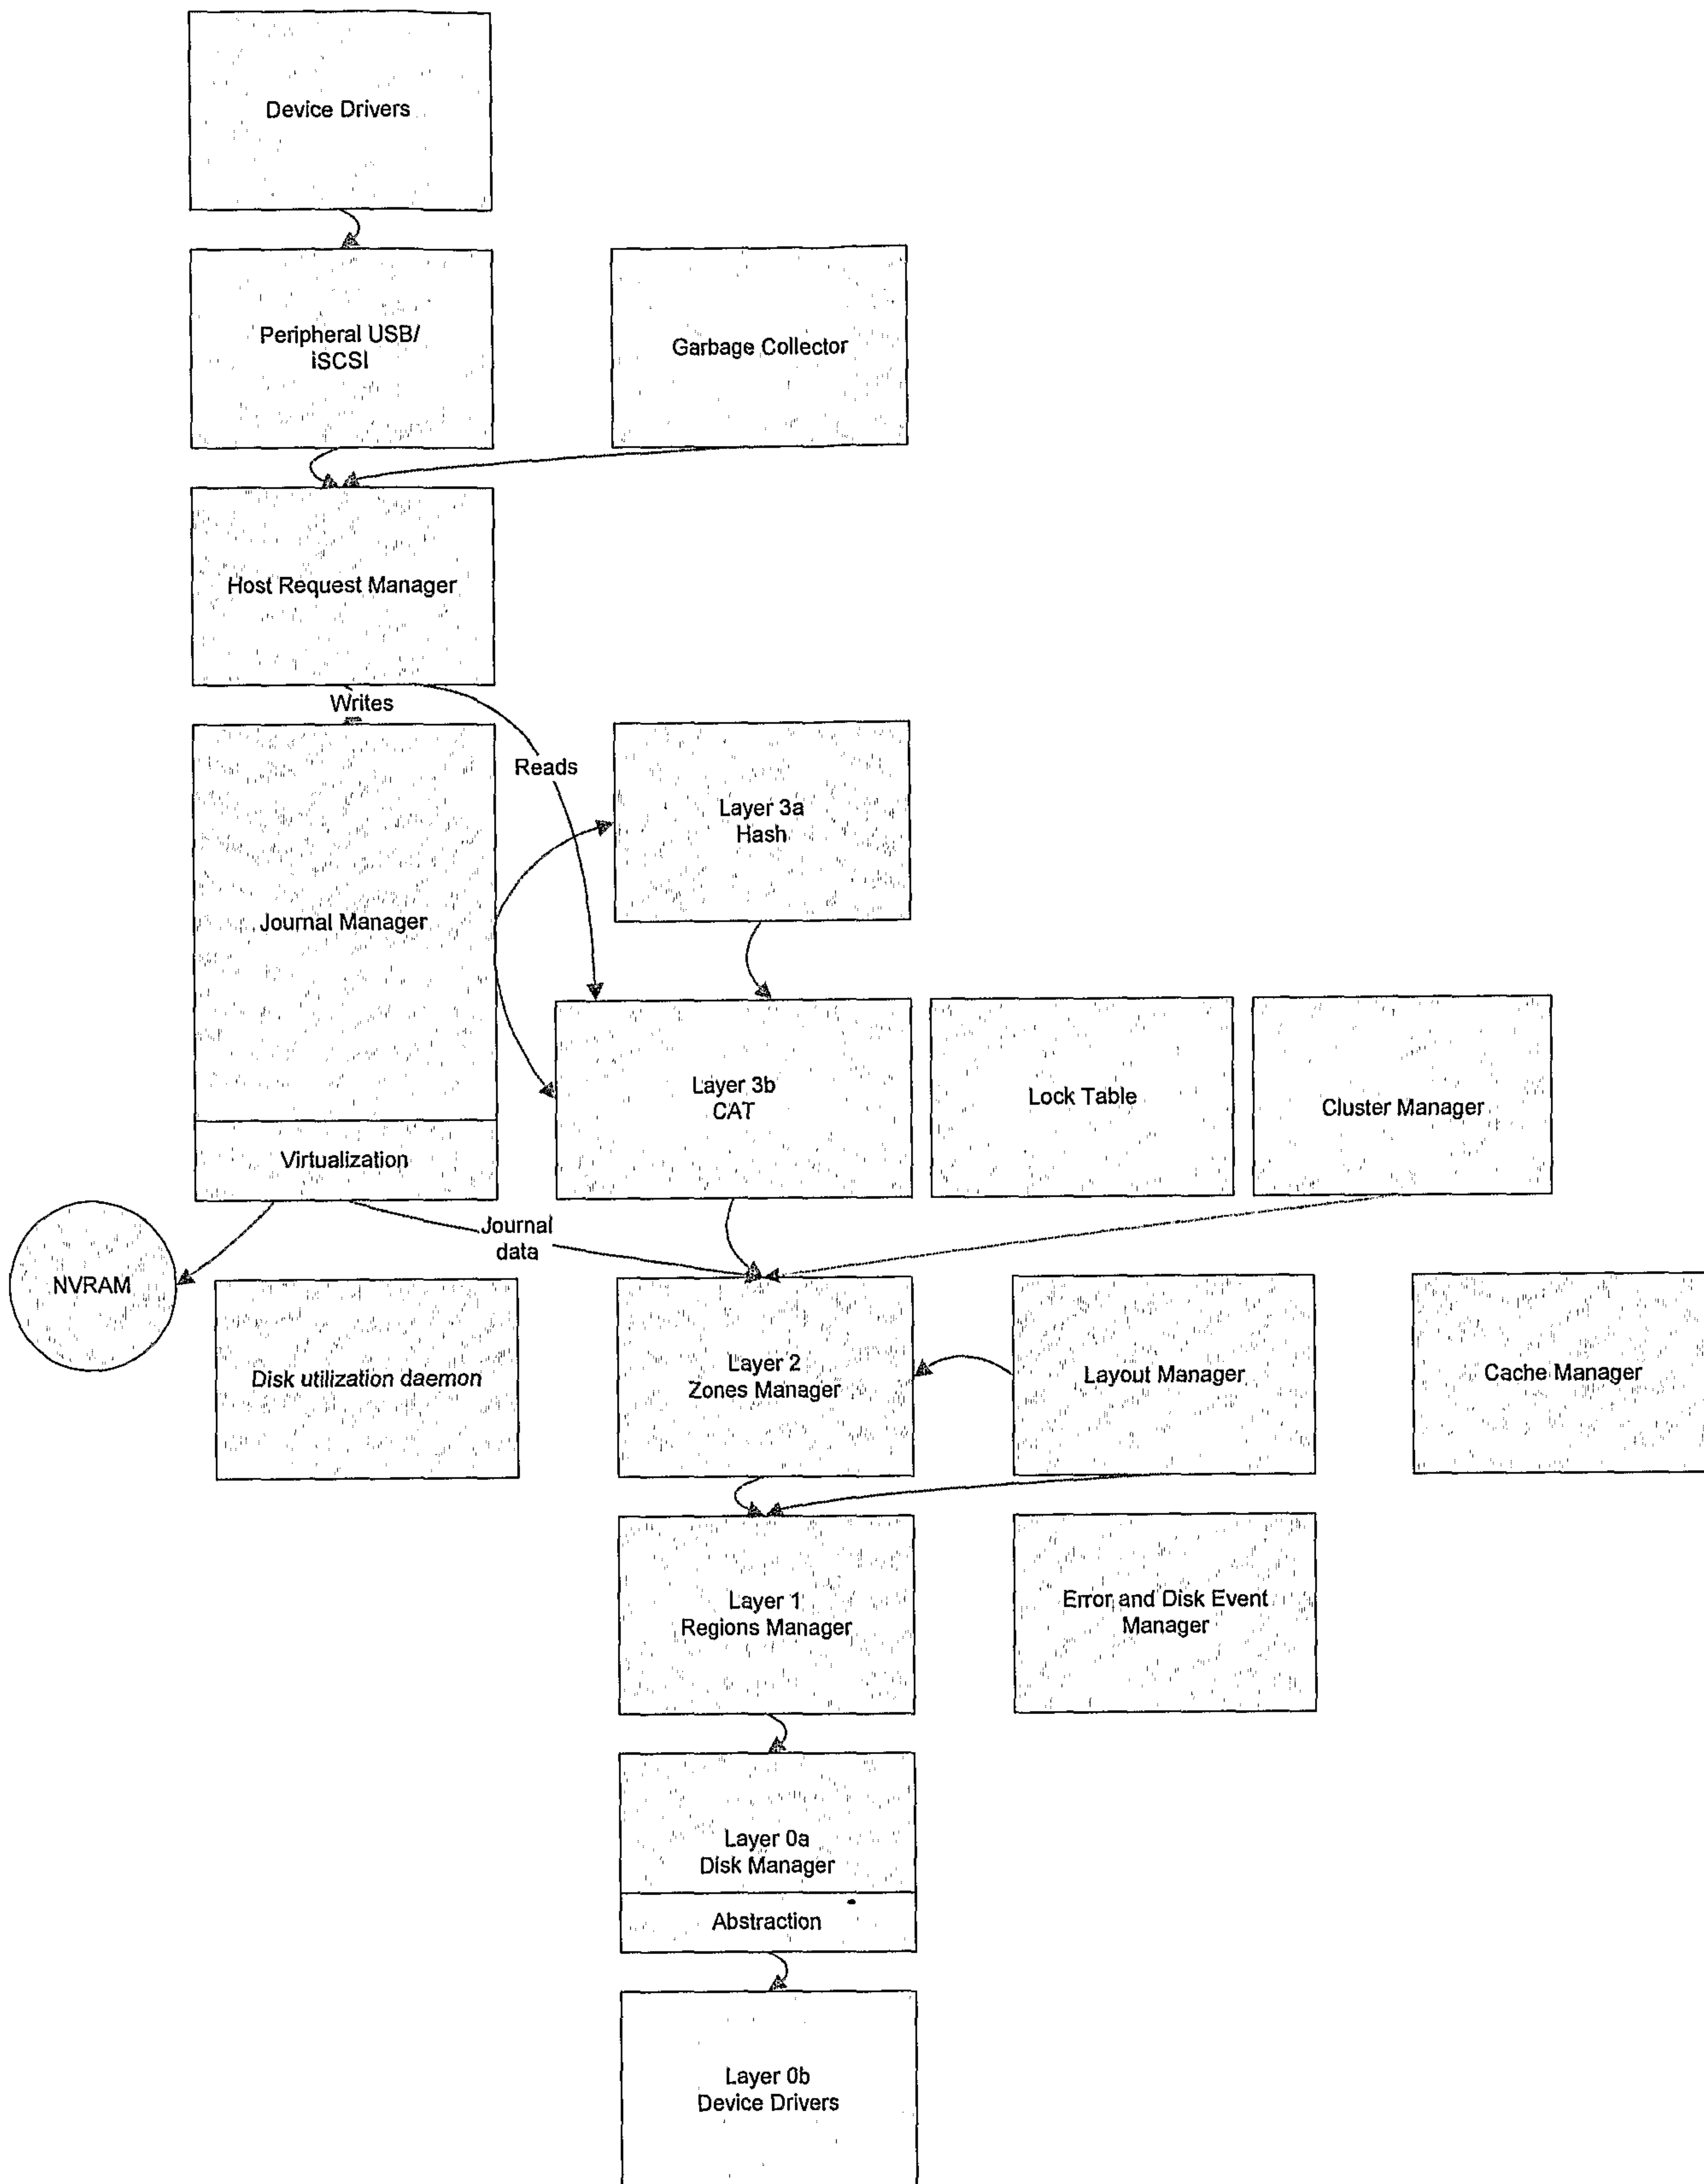 Device Drivers
Peripheral USB/
iSCSI
Garbage Collector
Host Request Manager
Writes
Reads
Layer 3a
Hash
Journal Manager
Layer 3b
CAT
Lock Table
Cluster Manager
Virtualization
Journal
data
NVRAM
Disk utilization daemon
Layer 2
Zones Manager
Layout Manager
Cache Manager
Layer 1
Regions Manager
Error and Disk Event
Manager
Layer 0a
Disk Manager
Abstraction
Layer 0b
Device Drivers